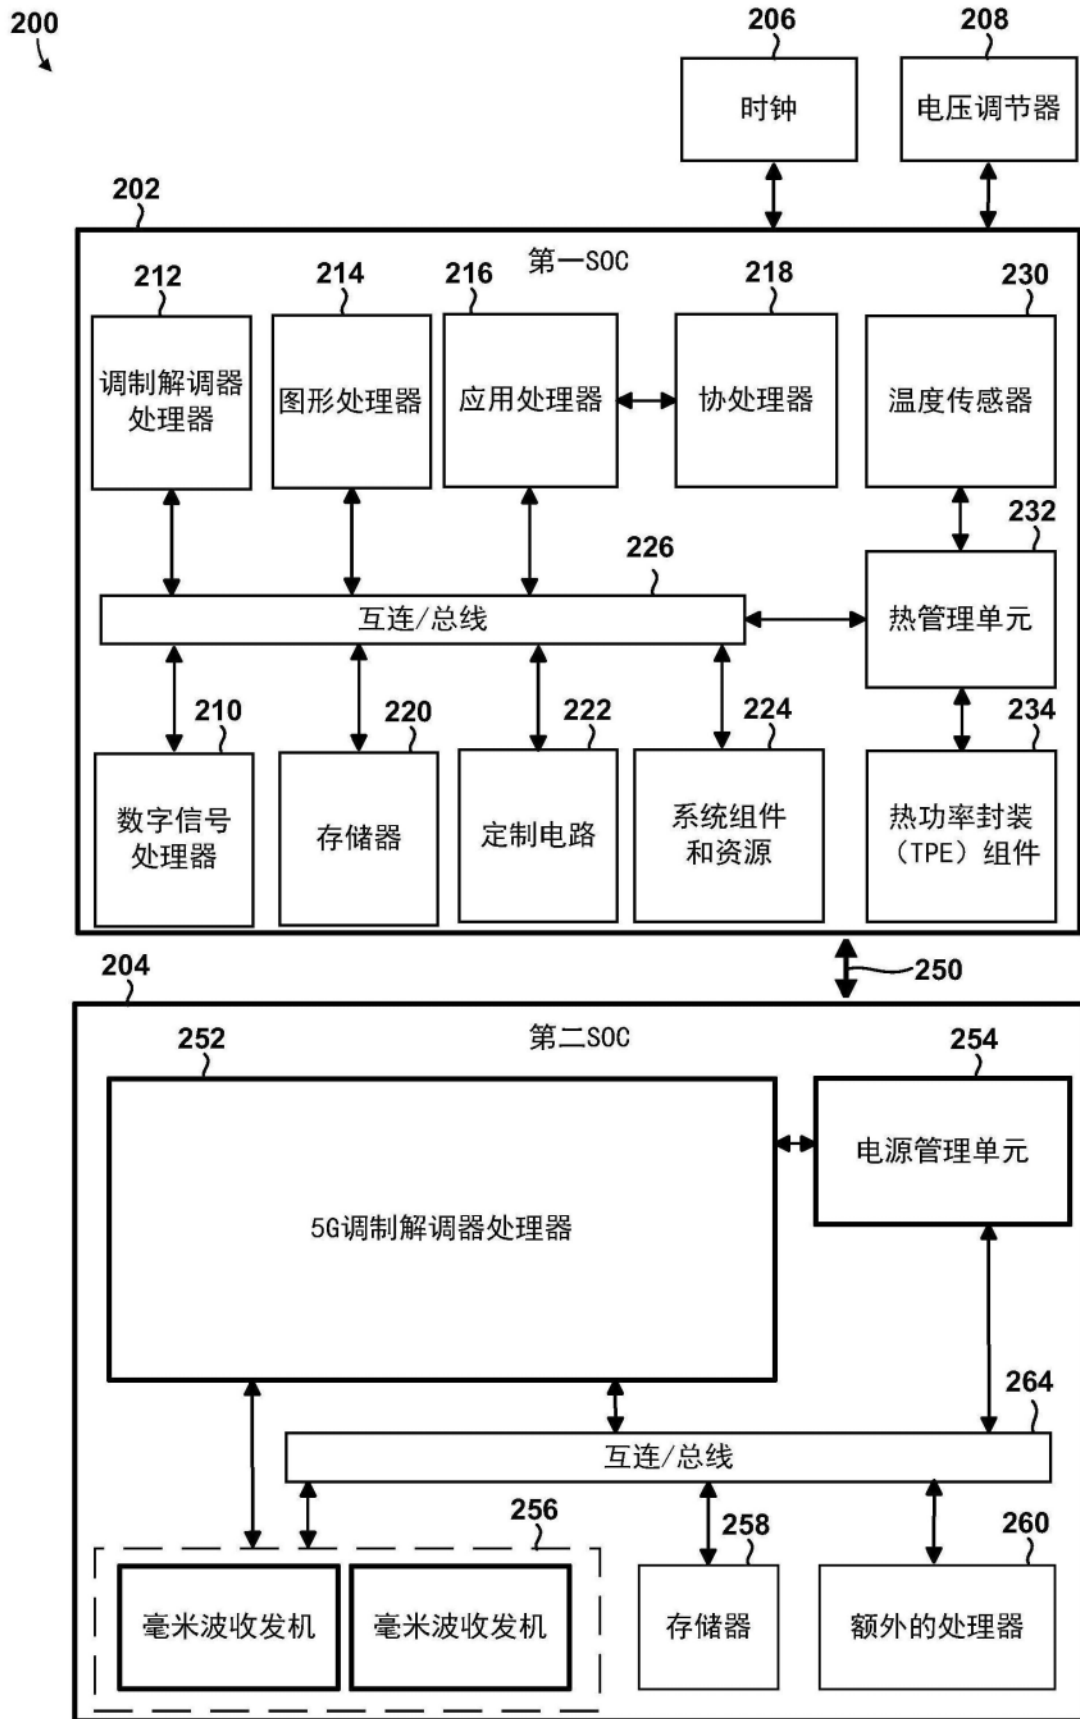 200
206
208
时钟
电压调节器
202
第一SOC
212
214
216
218
230
调制解调器
处理器
图形处理器
应用处理器
协处理器
温度传感器
226
232
互连/总线
热管理单元
210
220
222
224
234
数字信号
处理器
存储器
定制电路
系统组件
和资源
热功率封装
（TPE）组件
204
250
第二SOC
252
254
5G调制解调器处理器
电源管理单元
264
互连/总线
256
258
260
毫米波收发机
毫米波收发机
存储器
额外的处理器